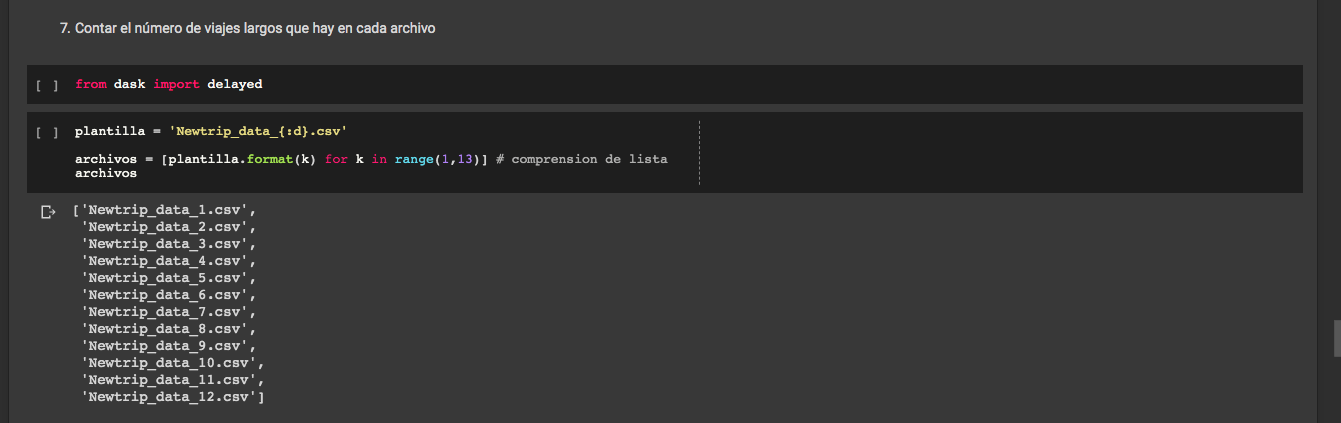 7. Contar el número de viajes largos que hay en cada archivo
[ ] from dask import delayed
[ ] plantilla = 'Newtrip_data_{:d}.csv'
archivos = [plantilla.format(k) for k in range(1,13)] # comprension de lista
archivos
['Newtrip_data_1.csv',
'Newtrip_data_2.csv',
'Newtrip_data_3.csv',
'Newtrip_data_4.csv',
'Newtrip_data_5.csv',
'Newtrip_data_6.csv',
'Newtrip_data_7.csv',
'Newtrip_data_8.csv',
'Newtrip_data_9.csv',
'Newtrip_data_10.csv',
'Newtrip_data_11.csv',
'Newtrip_data_12.csv']